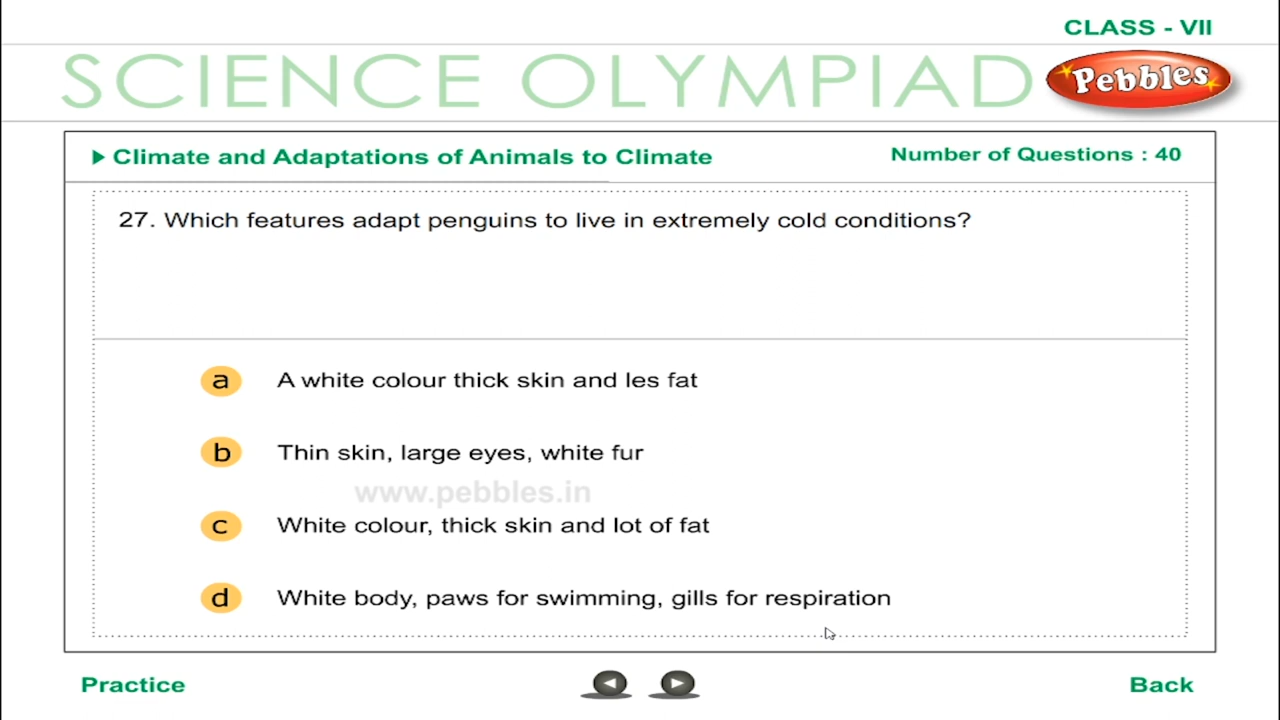 CLASS - VII
SCIENCE OLYMPIAD
Pebbles
Climate and Adaptations of Animals to Climate
Number of Questions : 40
27. Which features adapt penguins to live in extremely cold conditions?
a A white colour thick skin and les fat
b Thin skin, large eyes, white fur
www.pebbles.in
c White colour, thick skin and lot of fat
d White body, paws for swimming, gills for respiration
Practice
Back